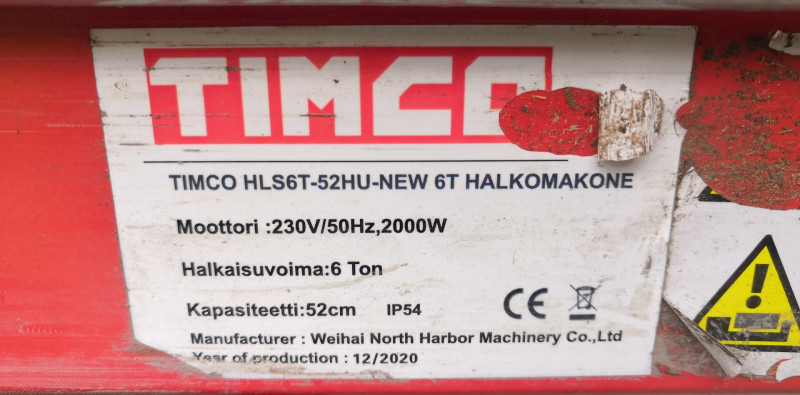 TIMCO
TIMCO HLS6T-52HU-NEW 6T HALKOMAKONE
Moottori :230V/50Hz,2000W
Halkaisuvoima:6 Ton
Kapasiteetti:52cm IP54
CE
Manufacturer : Weihai North Harbor Machinery Co.,Ltd
Year of production : 12/2020